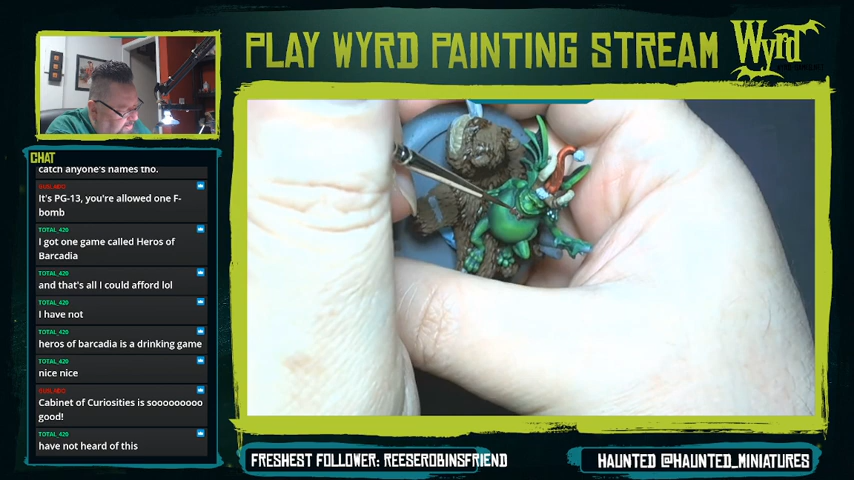 PLAY WYRD PAINTING STREAM
Wyrd
CHAT
catch anyone's names tho.
It's PG-13, you're allowed one F-
bomb
TOTAL_420
I got one game called Heros of
Barcadia
TOTAL_420
and that's all I could afford lol
TOTAL_420
I have not
TOTAL_420
heros of barcadia is a drinking game
TOTAL_420
nice nice
Cabinet of Curiosities is sooooooooo
good!
TOTAL_420
have not heard of this
FRESHEST FOLLOWER: REESEROBINSFRIEND
HAUNTED @HAUNTED_MINIATURES